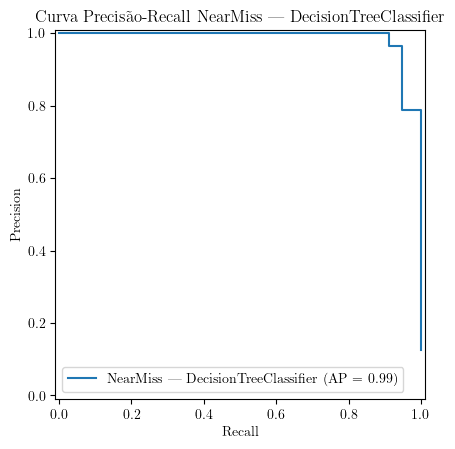 Curva Precisão-Recall NearMiss — DecisionTreeClassifier
1.0
0.8
0.6
0.4
0.2
0.0
Precision
NearMiss — DecisionTreeClassifier (AP = 0.99)
0.0 0.2 0.4 0.6 0.8 1.0
Recall